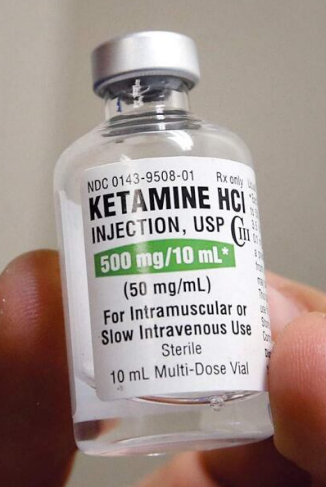 NDC 0143-9508-01 Rx only
KETAMINE HCl
INJECTION, USP CIII
500 mg/10 mL*
(50 mg/mL)
For Intramuscular or
Slow Intravenous Use
Sterile
10 mL Multi-Dose Vial